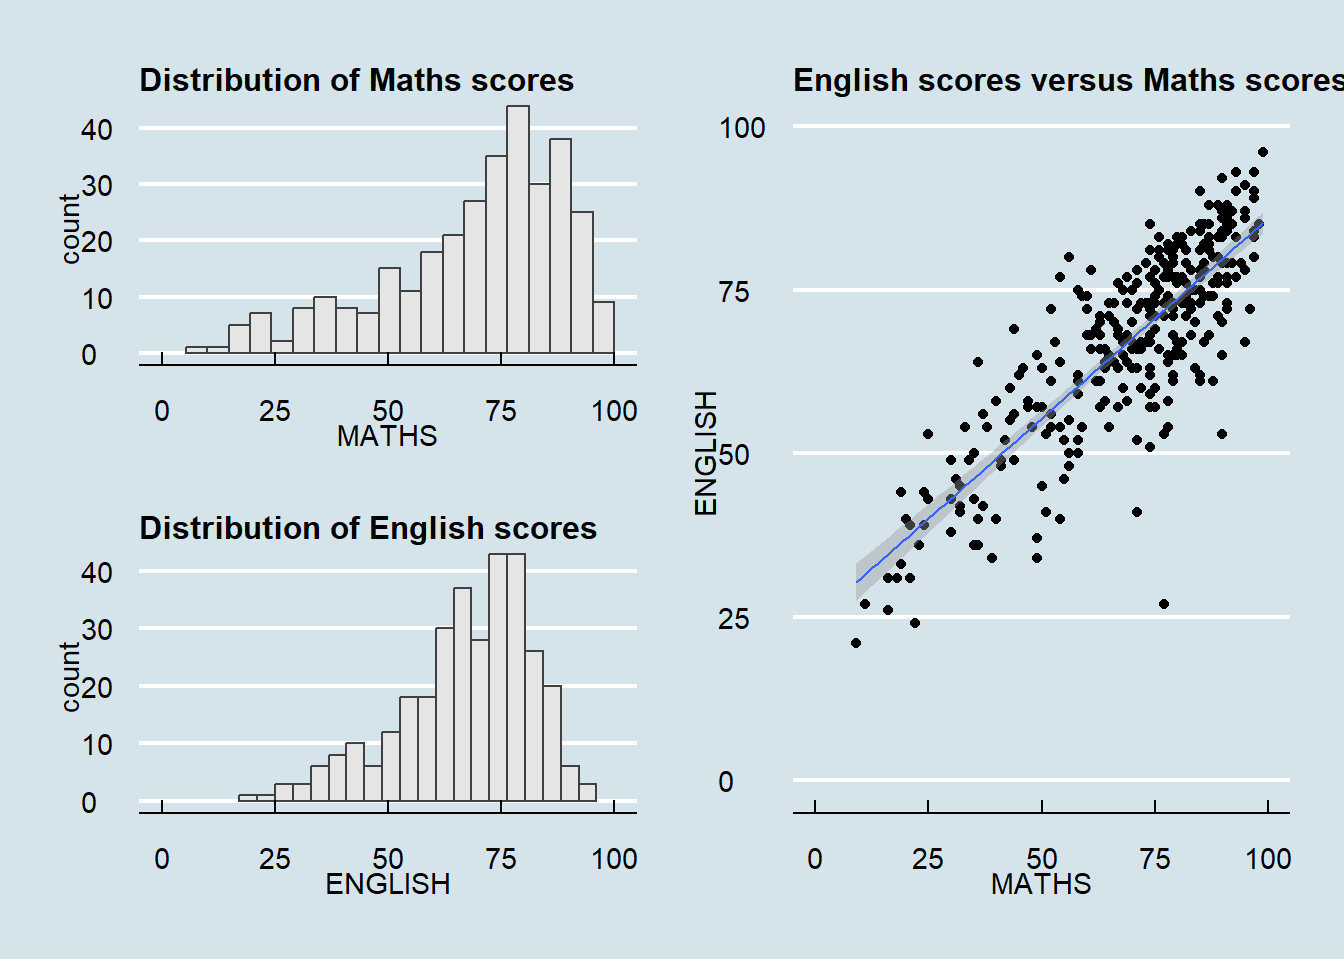 Distribution of Maths scores
40
30
20
10
0
count
0 25 50 75 100
MATHS
Distribution of English scores
40
30
20
10
0
count
0 25 50 75 100
ENGLISH
English scores versus Maths scores
100
75
50
25
0
ENGLISH
0 25 50 75 100
MATHS